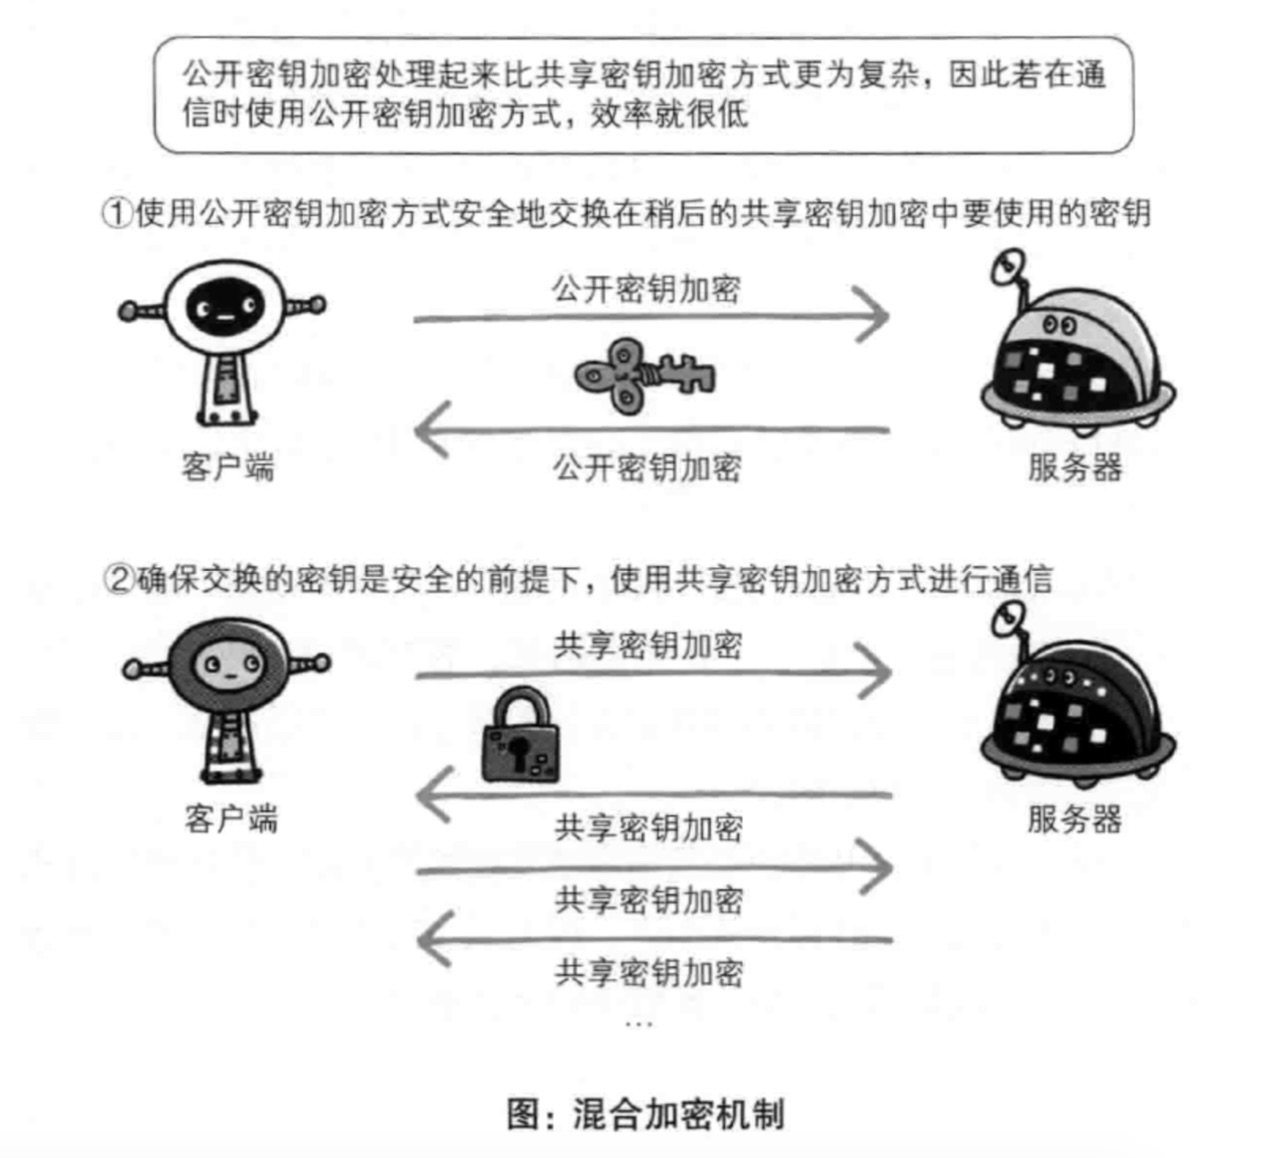 公开密钥加密处理起来比共享密钥加密方式更为复杂，因此若在通
信时使用公开密钥加密方式，效率就很低
①使用公开密钥加密方式安全地交换在稍后的共享密钥加密中要使用的密钥
公开密钥加密
公开密钥加密
客户端
服务器
②确保交换的密钥是安全的前提下，使用共享密钥加密方式进行通信
共享密钥加密
共享密钥加密
客户端
服务器
共享密钥加密
共享密钥加密
…
图：混合加密机制